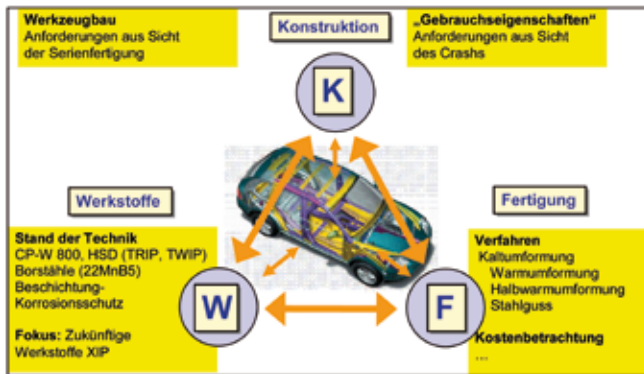 Werkzeugbau
Anforderungen aus Sicht
der Serienfertigung
Konstruktion
„Gebrauchseigenschaften“
Anforderungen aus Sicht
des Crashs
K
Werkstoffe
Fertigung
Stand der Technik
CP-W 800, HSD (TRIP, TWIP)
Borstähle (22MnB5)
Beschichtung-
Korrosionsschutz
Fokus: Zukünftige
Werkstoffe XIP
W
F
Verfahren
Kaltumformung
Warmumformung
Halbwarmumformung
Stahlguss
Kostenbetrachtung
...